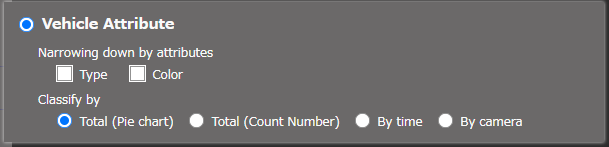 Vehicle Attribute
Narrowing down by attributes
Type Color
Classify by
Total (Pie chart) Total (Count Number) By time By camera